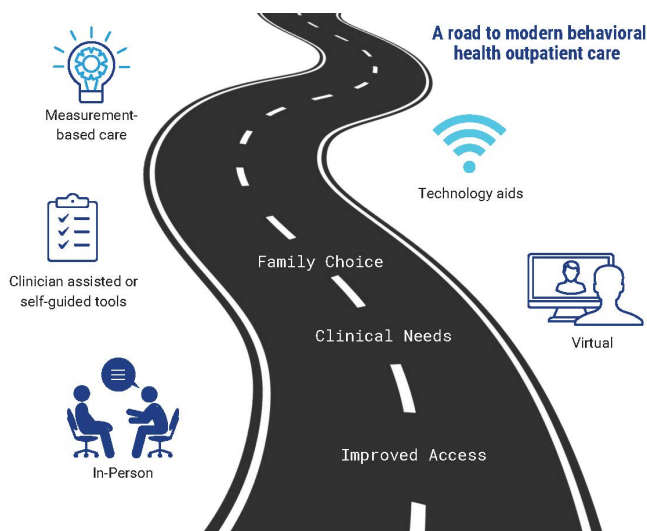 A road to modern behavioral
health outpatient care
Measurement-
based care
Technology aids
Clinician assisted or
self-guided tools
Family Choice
Clinical Needs
Virtual
In-Person
Improved Access